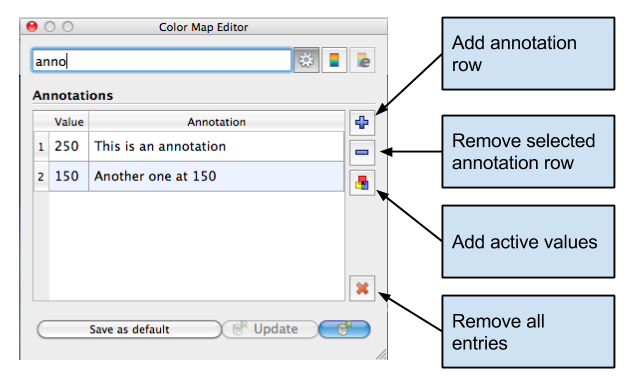 Color Map Editor
anno
Annotations
Value Annotation
1 250 This is an annotation
2 150 Another one at 150
Save as default
Update
Add annotation
row
Remove selected
annotation row
Add active values
Remove all
entries